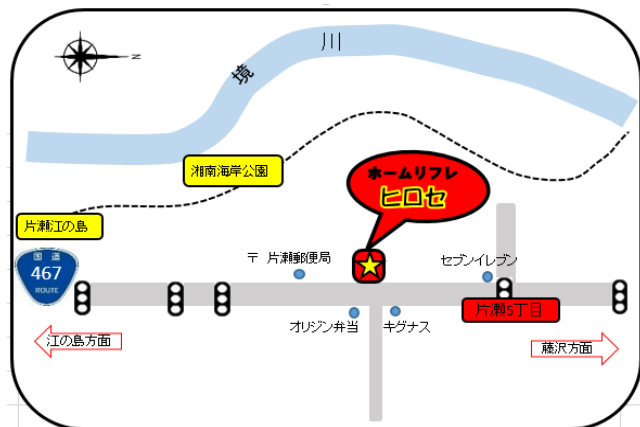 川
境
N
湘南海岸公園
ホームリフレ
ヒロセ
片瀬江の島
国道
467
ROUTE
〒 片瀬郵便局
セブンイレブン
片瀬5丁目
オリジン弁当
キグナス
江の島方面
藤沢方面